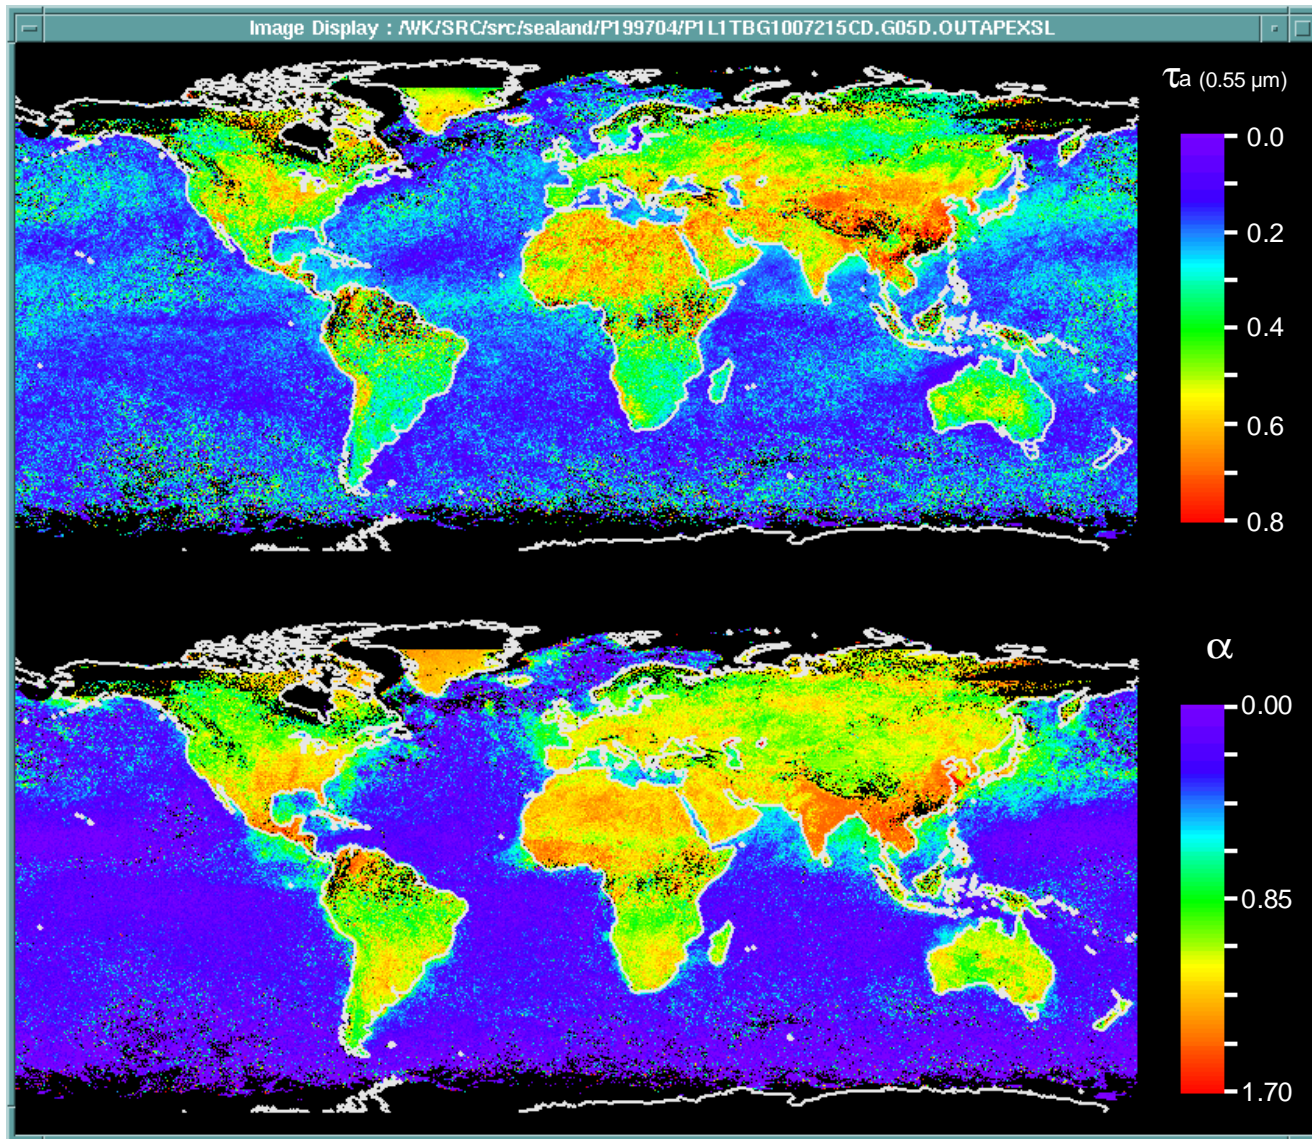 Image Display : /WK/SRC/src/sealand/P199704/P1L1TBG1007215CD.G05D.OUTAPEXSL
τa (0.55 µm)
0.0
0.2
0.4
0.6
0.8
α
0.00
0.85
1.70